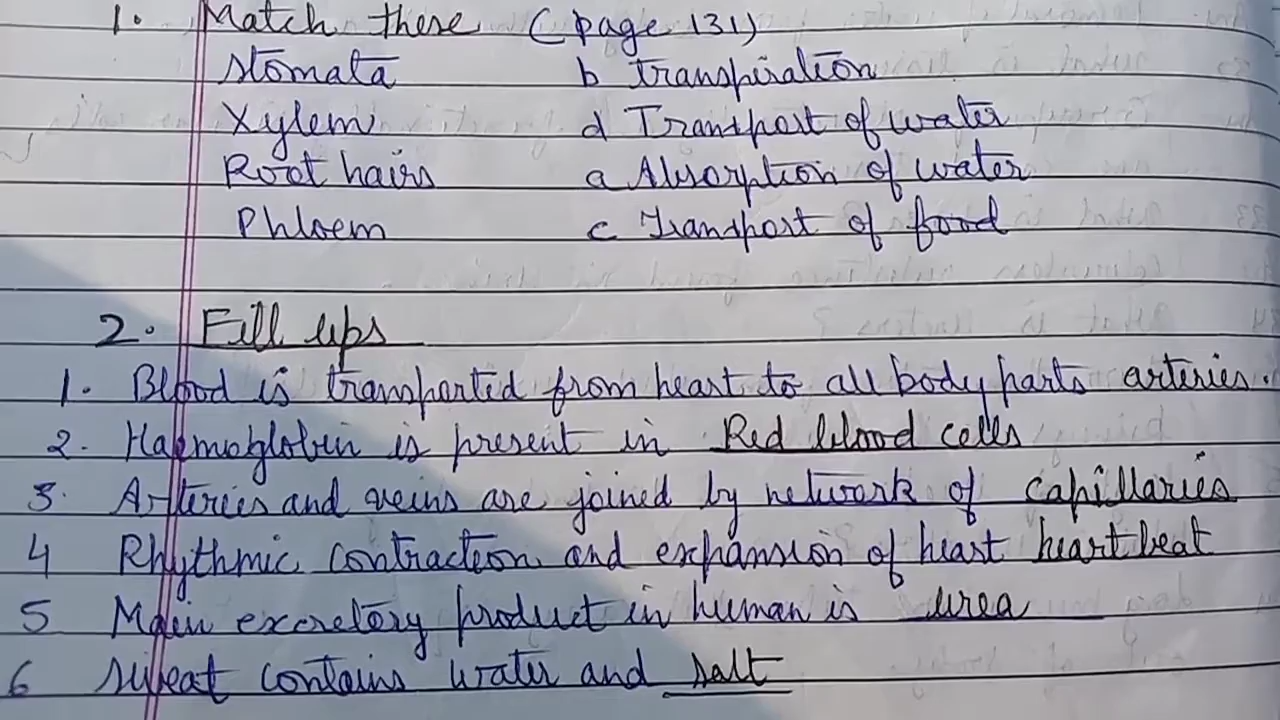 1. Match these (page 131)
Stomata b transpiration
Xylem d Transport of water
Root hairs a Absorption of water
Phloem c Transport of food
2. Fill ups
1. Blood is transported from heart to all body parts arteries.
2. Haemoglobin is present in Red blood cells
3. Arteries and veins are joined by network of capillaries
4 Rhythmic contraction and expansion of heart heartbeat
5 Main excretory product in human is urea
6 Sweat contains water and salt